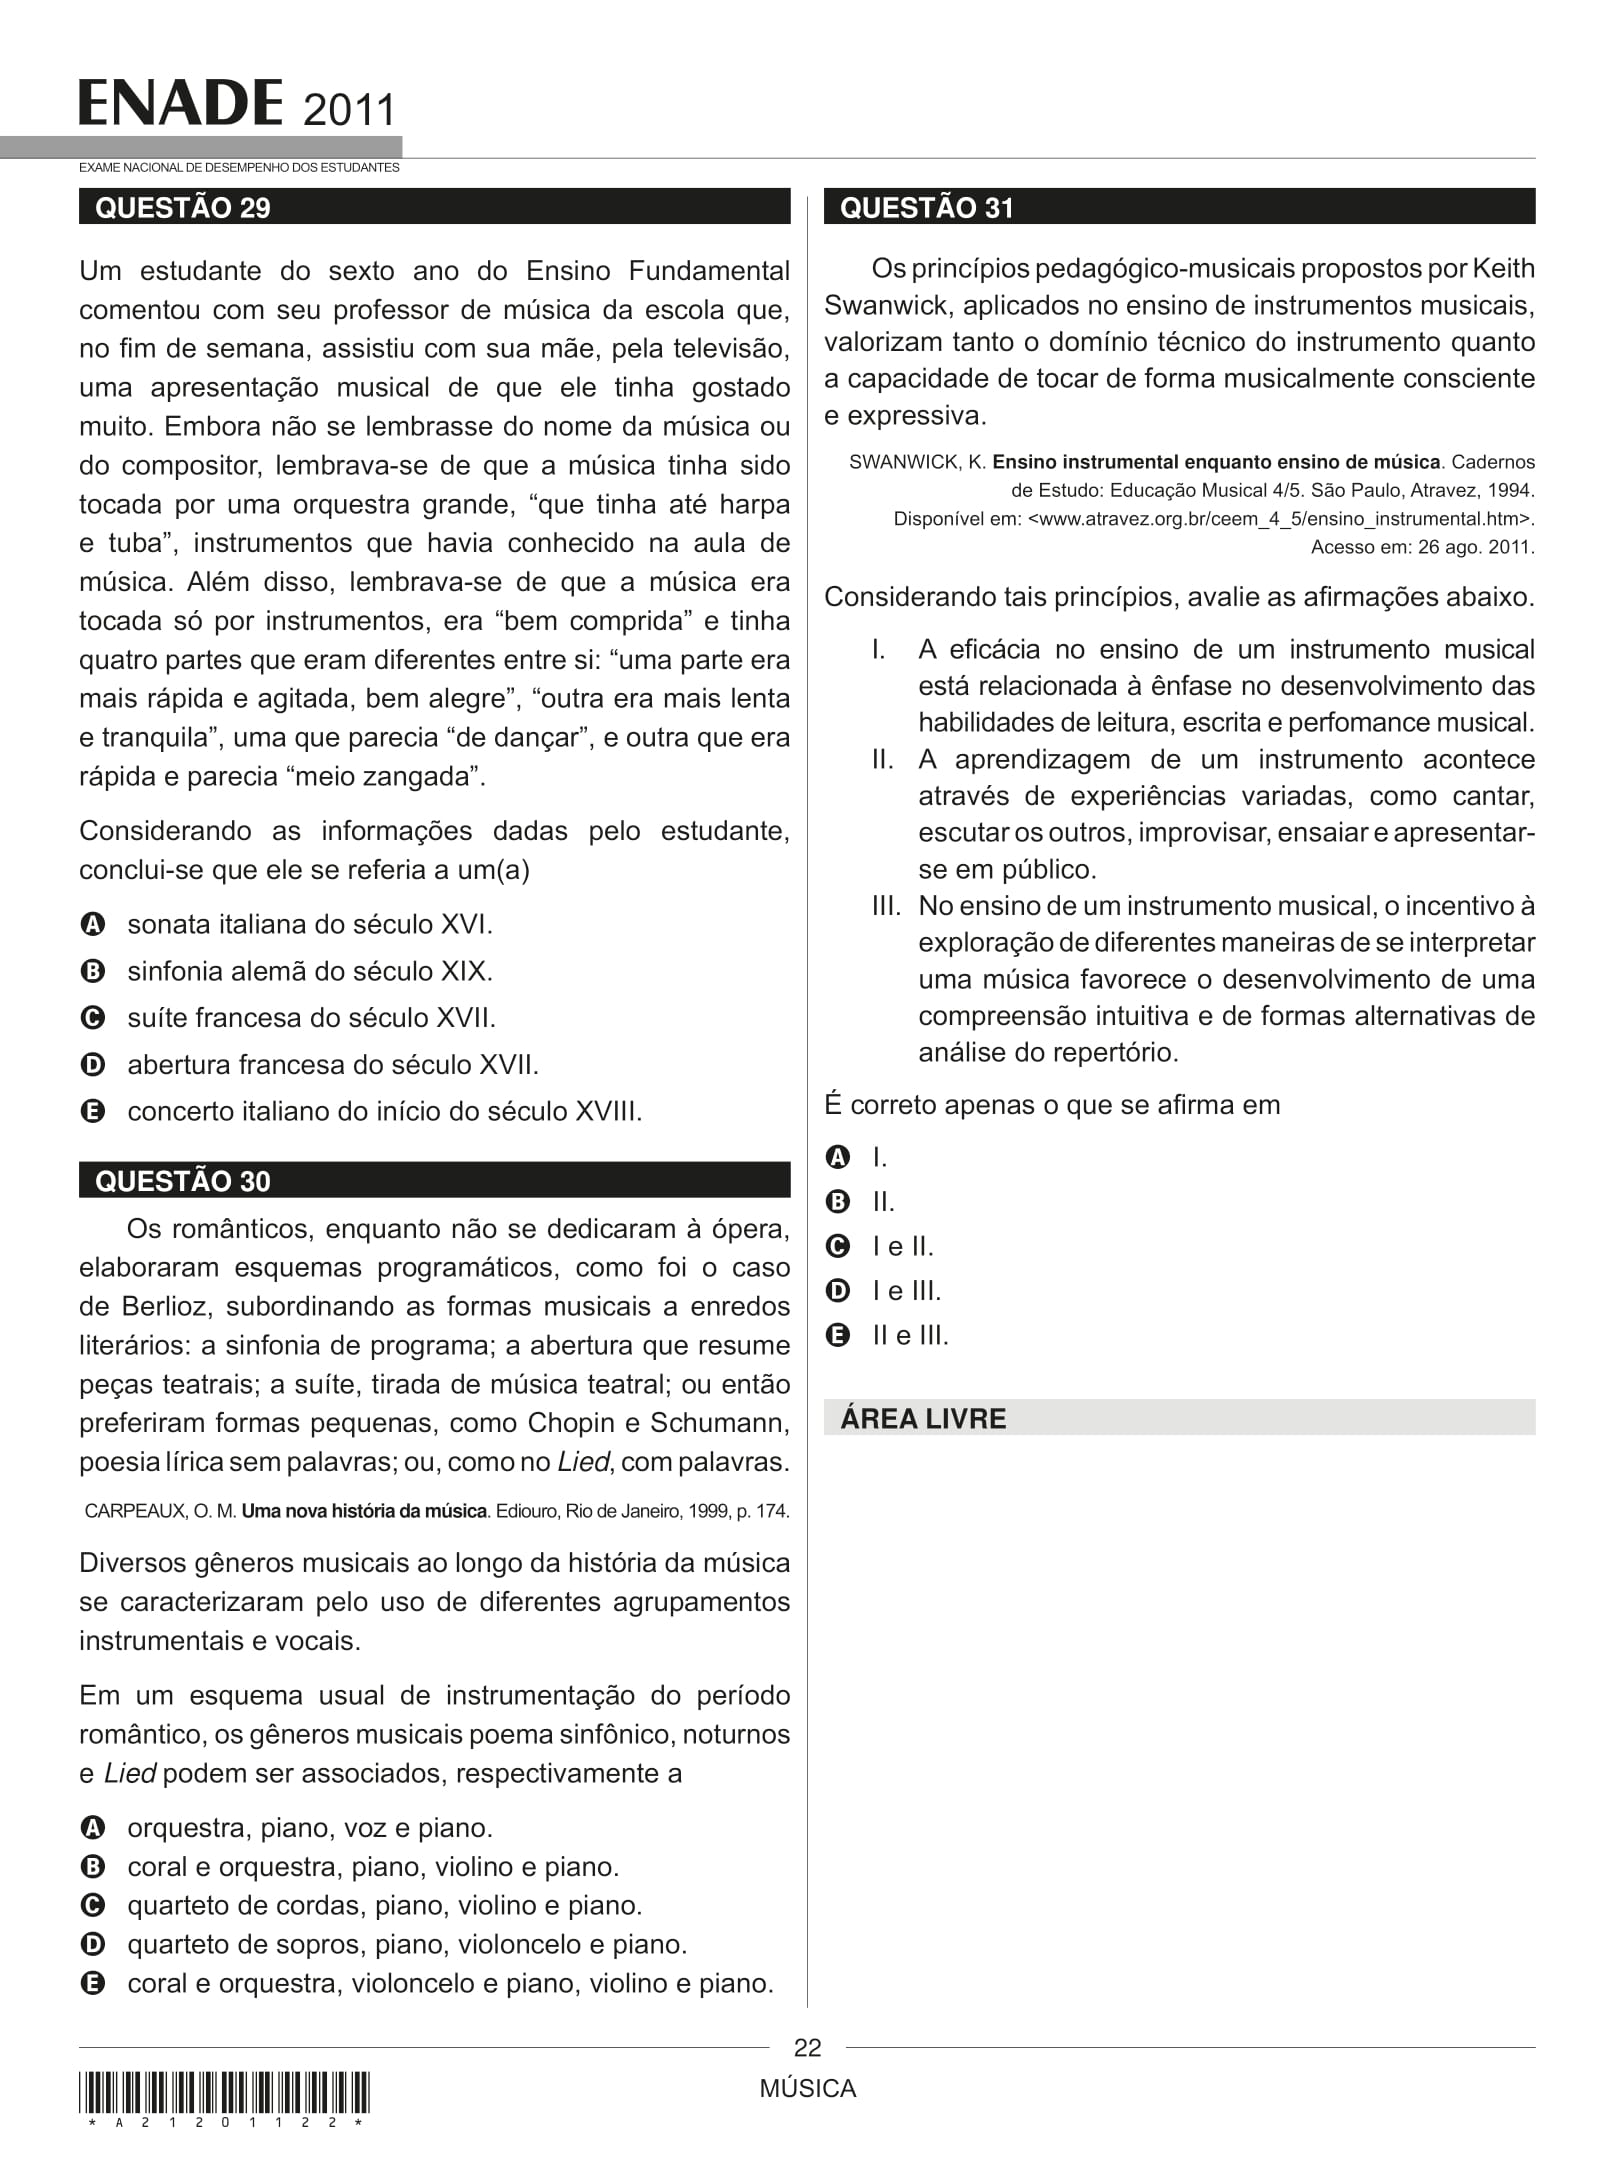 ENADE 2011
EXAME NACIONAL DE DESEMPENHO DOS ESTUDANTES
QUESTÃO 29
Um estudante do sexto ano do Ensino Fundamental
comentou com seu professor de música da escola que,
no fim de semana, assistiu com sua mãe, pela televisão,
uma apresentação musical de que ele tinha gostado
muito. Embora não se lembrasse do nome da música ou
do compositor, lembrava-se de que a música tinha sido
tocada por uma orquestra grande, “que tinha até harpa
e tuba”, instrumentos que havia conhecido na aula de
música. Além disso, lembrava-se de que a música era
tocada só por instrumentos, era “bem comprida” e tinha
quatro partes que eram diferentes entre si: “uma parte era
mais rápida e agitada, bem alegre”, “outra era mais lenta
e tranquila”, uma que parecia “de dançar”, e outra que era
rápida e parecia “meio zangada”.
Considerando as informações dadas pelo estudante,
conclui-se que ele se referia a um(a)
A sonata italiana do século XVI.
B sinfonia alemã do século XIX.
C suíte francesa do século XVII.
D abertura francesa do século XVII.
E concerto italiano do início do século XVIII.
QUESTÃO 30
Os românticos, enquanto não se dedicaram à ópera,
elaboraram esquemas programáticos, como foi o caso
de Berlioz, subordinando as formas musicais a enredos
literários: a sinfonia de programa; a abertura que resume
peças teatrais; a suíte, tirada de música teatral; ou então
preferiram formas pequenas, como Chopin e Schumann,
poesia lírica sem palavras; ou, como no Lied, com palavras.
CARPEAUX, O. M. Uma nova história da música. Ediouro, Rio de Janeiro, 1999, p. 174.
Diversos gêneros musicais ao longo da história da música
se caracterizaram pelo uso de diferentes agrupamentos
instrumentais e vocais.
Em um esquema usual de instrumentação do período
romântico, os gêneros musicais poema sinfônico, noturnos
e Lied podem ser associados, respectivamente a
A orquestra, piano, voz e piano.
B coral e orquestra, piano, violino e piano.
C quarteto de cordas, piano, violino e piano.
D quarteto de sopros, piano, violoncelo e piano.
E coral e orquestra, violoncelo e piano, violino e piano.
QUESTÃO 31
Os princípios pedagógico-musicais propostos por Keith
Swanwick, aplicados no ensino de instrumentos musicais,
valorizam tanto o domínio técnico do instrumento quanto
a capacidade de tocar de forma musicalmente consciente
e expressiva.
SWANWICK, K. Ensino instrumental enquanto ensino de música. Cadernos
de Estudo: Educação Musical 4/5. São Paulo, Atravez, 1994.
Disponível em: <www.atravez.org.br/ceem_4_5/ensino_instrumental.htm>.
Acesso em: 26 ago. 2011.
Considerando tais princípios, avalie as afirmações abaixo.
I. A eficácia no ensino de um instrumento musical
está relacionada à ênfase no desenvolvimento das
habilidades de leitura, escrita e perfomance musical.
II. A aprendizagem de um instrumento acontece
através de experiências variadas, como cantar,
escutar os outros, improvisar, ensaiar e apresentar-
se em público.
III. No ensino de um instrumento musical, o incentivo à
exploração de diferentes maneiras de se interpretar
uma música favorece o desenvolvimento de uma
compreensão intuitiva e de formas alternativas de
análise do repertório.
É correto apenas o que se afirma em
A I.
B II.
C I e II.
D I e III.
E II e III.
ÁREA LIVRE
22
MÚSICA
*A21201122*